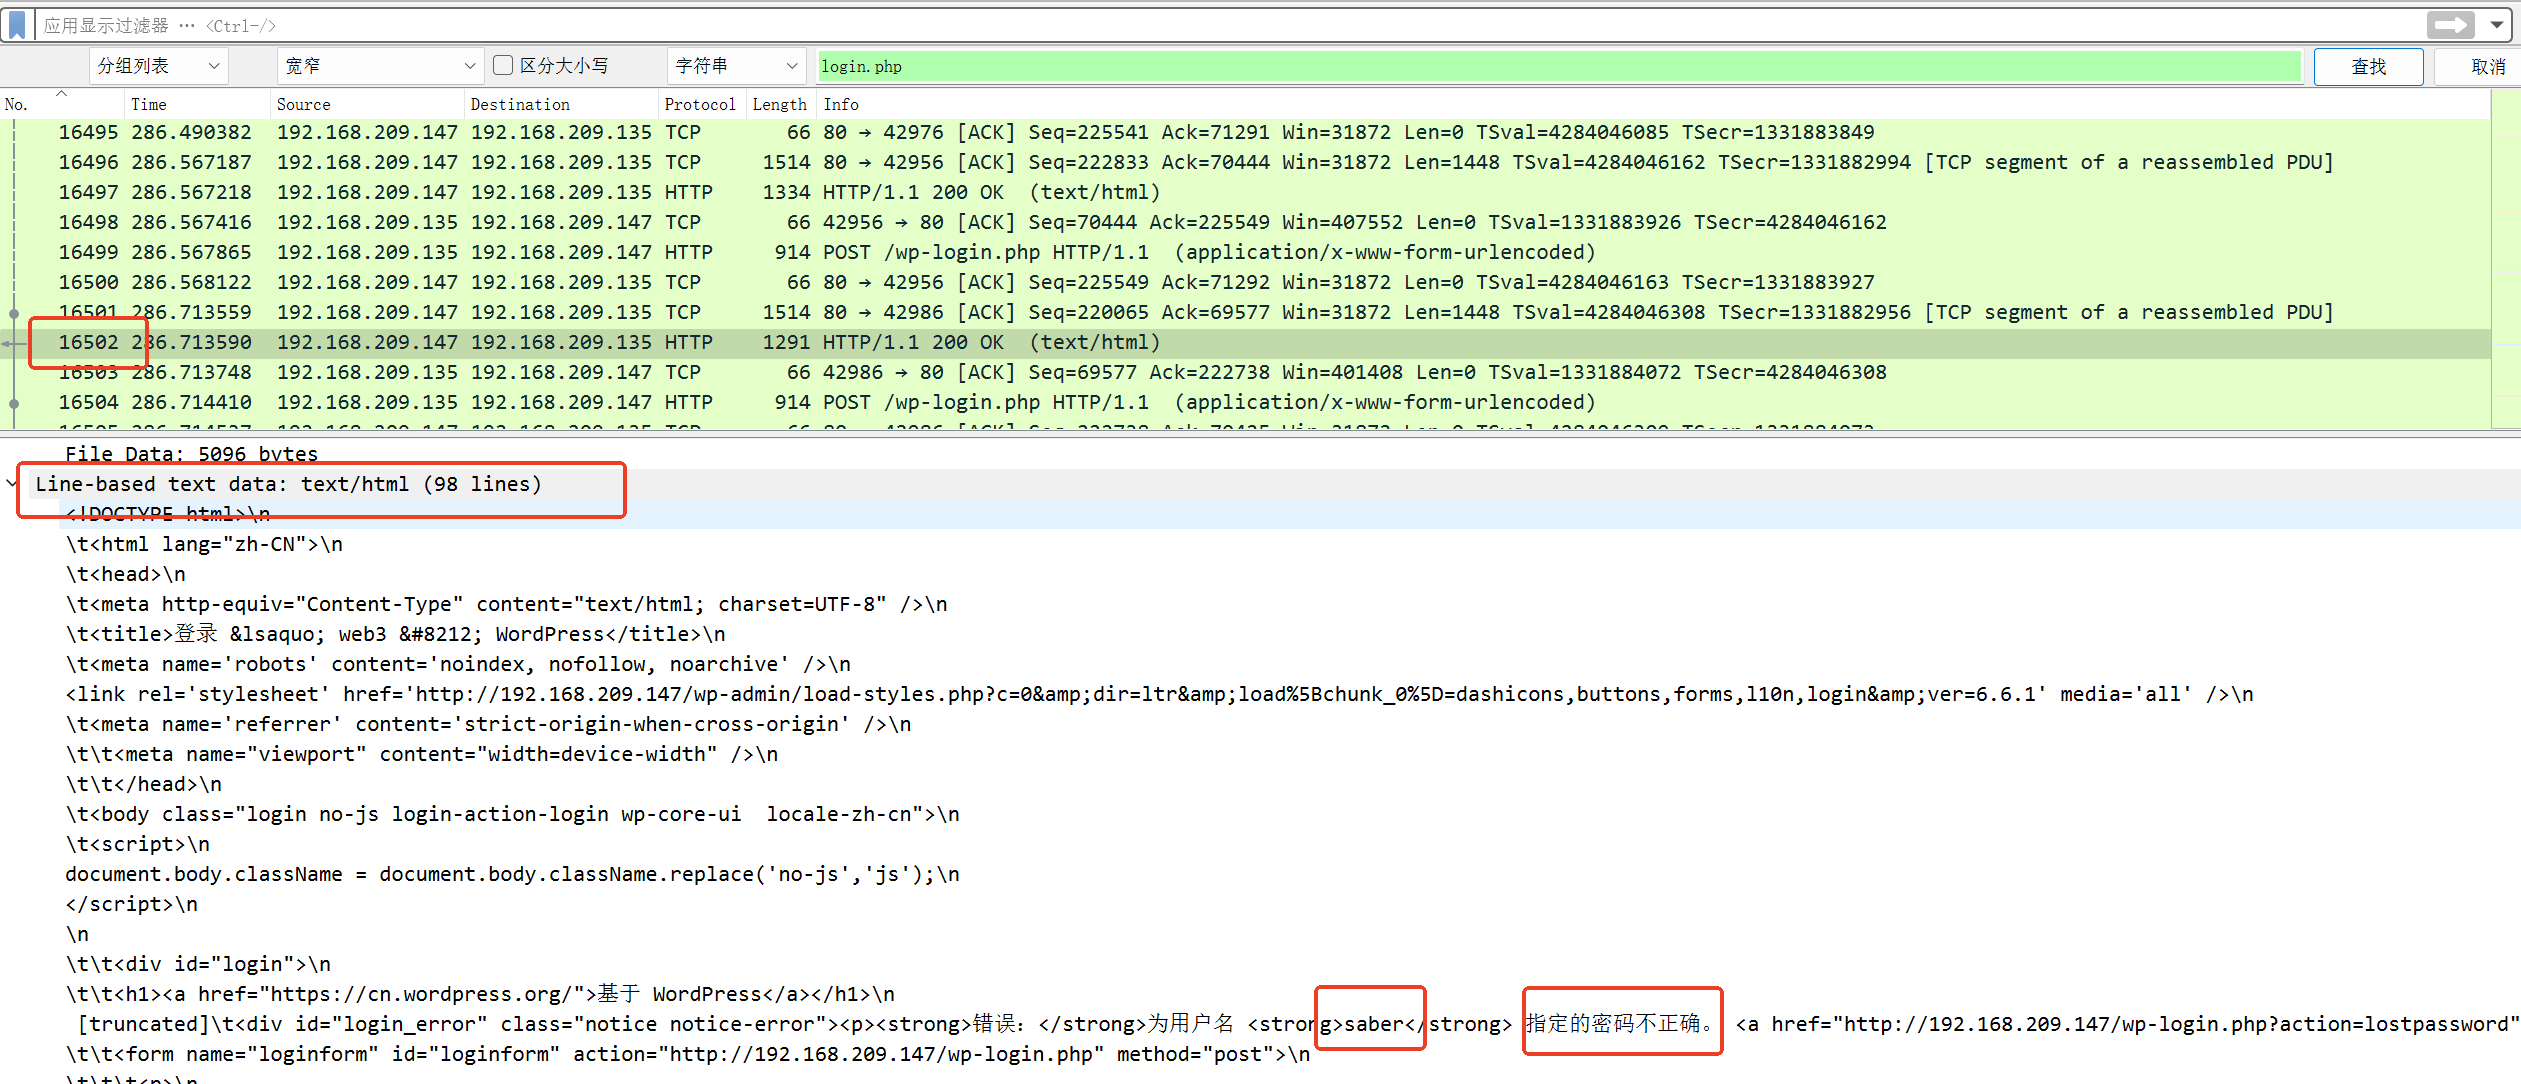 应用显示过滤器 … <Ctrl-/>
分组列表 宽窄 区分大小写 字符串 login.php 查找 取消
No. Time Source Destination Protocol Length Info
16495 286.490382 192.168.209.147 192.168.209.135 TCP 66 80 → 42976 [ACK] Seq=225541 Ack=71291 Win=31872 Len=0 TSval=4284046085 TSecr=1331883849
16496 286.567187 192.168.209.147 192.168.209.135 TCP 1514 80 → 42956 [ACK] Seq=222833 Ack=70444 Win=31872 Len=1448 TSval=4284046162 TSecr=1331882994 [TCP segment of a reassembled PDU]
16497 286.567218 192.168.209.147 192.168.209.135 HTTP 1334 HTTP/1.1 200 OK  (text/html)
16498 286.567416 192.168.209.135 192.168.209.147 TCP 66 42956 → 80 [ACK] Seq=70444 Ack=225549 Win=407552 Len=0 TSval=1331883926 TSecr=4284046162
16499 286.567865 192.168.209.135 192.168.209.147 HTTP 914 POST /wp-login.php HTTP/1.1  (application/x-www-form-urlencoded)
16500 286.568122 192.168.209.147 192.168.209.135 TCP 66 80 → 42956 [ACK] Seq=225549 Ack=71292 Win=31872 Len=0 TSval=4284046163 TSecr=1331883927
16501 286.713559 192.168.209.147 192.168.209.135 TCP 1514 80 → 42986 [ACK] Seq=220065 Ack=69577 Win=31872 Len=1448 TSval=4284046308 TSecr=1331882956 [TCP segment of a reassembled PDU]
16502 286.713590 192.168.209.147 192.168.209.135 HTTP 1291 HTTP/1.1 200 OK  (text/html)
16503 286.713748 192.168.209.135 192.168.209.147 TCP 66 42986 → 80 [ACK] Seq=69577 Ack=222738 Win=401408 Len=0 TSval=1331884072 TSecr=4284046308
16504 286.714410 192.168.209.135 192.168.209.147 HTTP 914 POST /wp-login.php HTTP/1.1  (application/x-www-form-urlencoded)
File Data: 5096 bytes
Line-based text data: text/html (98 lines)
<!DOCTYPE html>\n
\t<html lang="zh-CN">\n
\t<head>\n
\t<meta http-equiv="Content-Type" content="text/html; charset=UTF-8" />\n
\t<title>登录 &lsaquo; web3 &#8212; WordPress</title>\n
\t<meta name='robots' content='noindex, nofollow, noarchive' />\n
<link rel='stylesheet' href='http://192.168.209.147/wp-admin/load-styles.php?c=0&amp;dir=ltr&amp;load%5Bchunk_0%5D=dashicons,buttons,forms,l10n,login&amp;ver=6.6.1' media='all' />\n
\t<meta name='referrer' content='strict-origin-when-cross-origin' />\n
\t\t<meta name="viewport" content="width=device-width" />\n
\t\t</head>\n
\t<body class="login no-js login-action-login wp-core-ui  locale-zh-cn">\n
\t<script>\n
document.body.className = document.body.className.replace('no-js','js');\n
</script>\n
\n
\t\t<div id="login">\n
\t\t<h1><a href="https://cn.wordpress.org/">基于 WordPress</a></h1>\n
[truncated]\t<div id="login_error" class="notice notice-error"><p><strong>错误：</strong>为用户名 <strong>saber</strong> 指定的密码不正确。 <a href="http://192.168.209.147/wp-login.php?action=lostpassword"
\t\t<form name="loginform" id="loginform" action="http://192.168.209.147/wp-login.php" method="post">\n
\t\t\t<p>\n